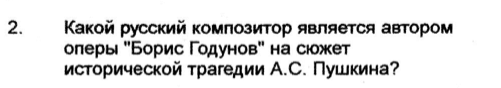 2. Какой русский композитор является автором
оперы "Борис Годунов" на сюжет
исторической трагедии А.С. Пушкина?